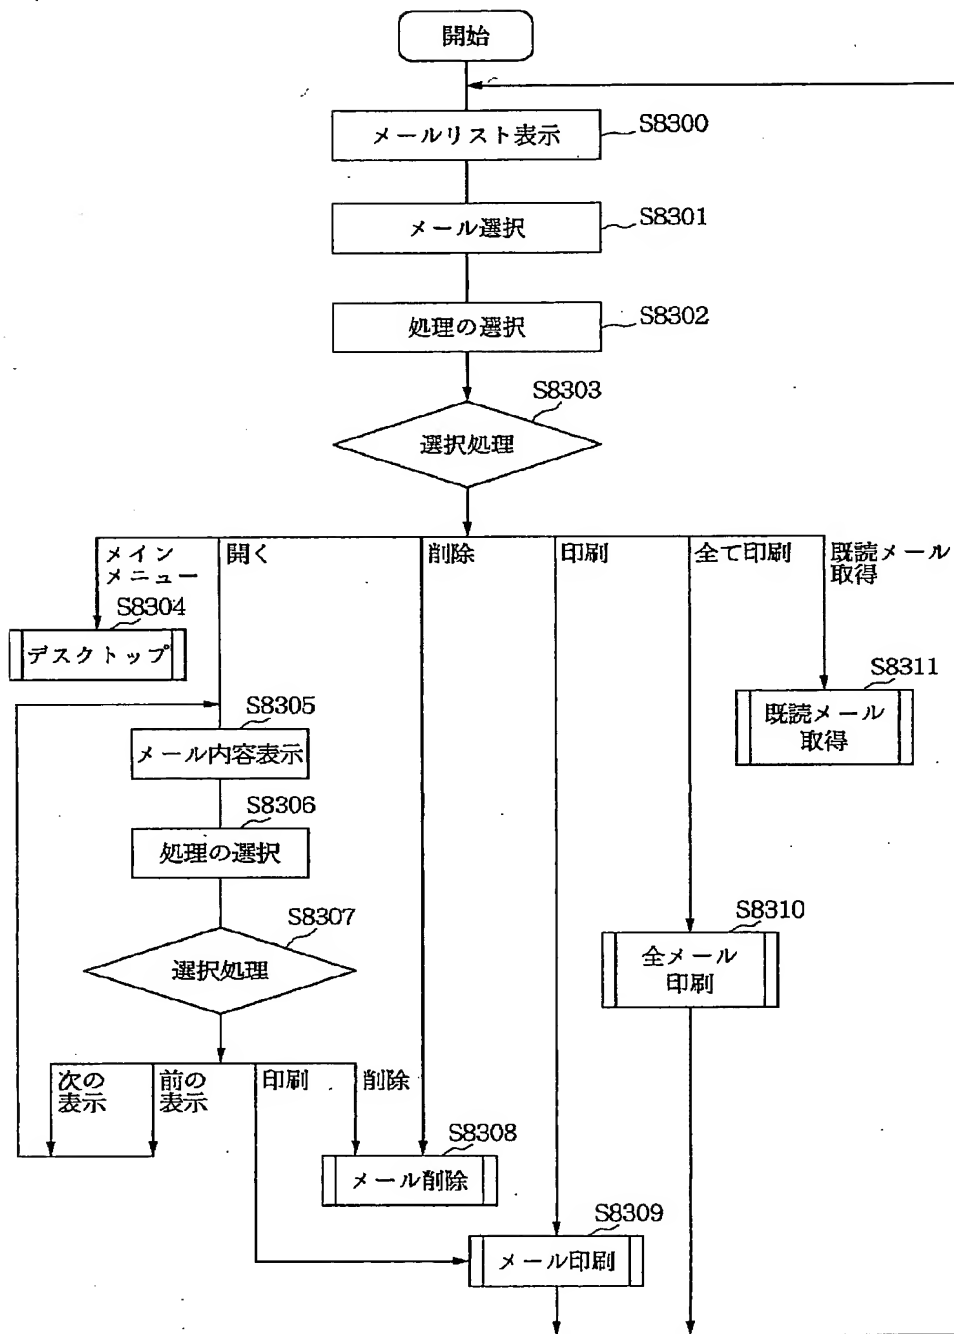 開始
メールリスト表示
S8300
メール選択
S8301
処理の選択
S8302
S8303
選択処理
メイン
メニュー
開く
削除
印刷
全て印刷
既読メール
取得
S8304
デスクトップ
S8311
既読メール
取得
S8305
メール内容表示
S8306
処理の選択
S8307
選択処理
S8310
全メール
印刷
次の
表示
前の
表示
印刷
削除
S8308
メール削除
S8309
メール印刷